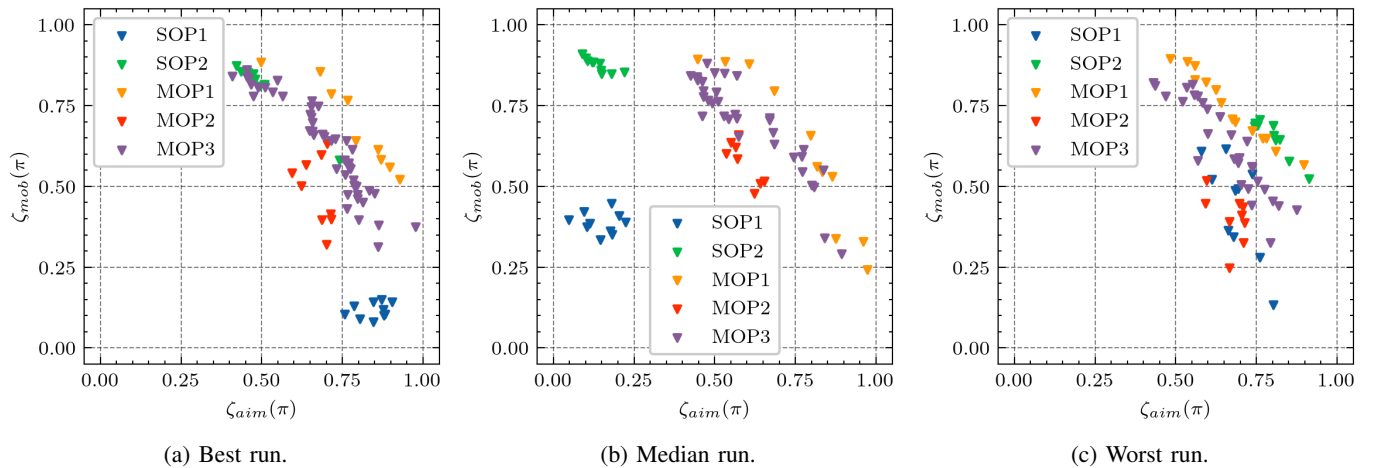 1.00
0.75
0.50
0.25
0.00
ζmob(π)
SOP1
SOP2
MOP1
MOP2
MOP3
0.00 0.25 0.50 0.75 1.00
ζaim(π)
(a) Best run.
1.00
0.75
0.50
0.25
0.00
ζmob(π)
SOP1
SOP2
MOP1
MOP2
MOP3
0.00 0.25 0.50 0.75 1.00
ζaim(π)
(b) Median run.
1.00
0.75
0.50
0.25
0.00
ζmob(π)
SOP1
SOP2
MOP1
MOP2
MOP3
0.00 0.25 0.50 0.75 1.00
ζaim(π)
(c) Worst run.